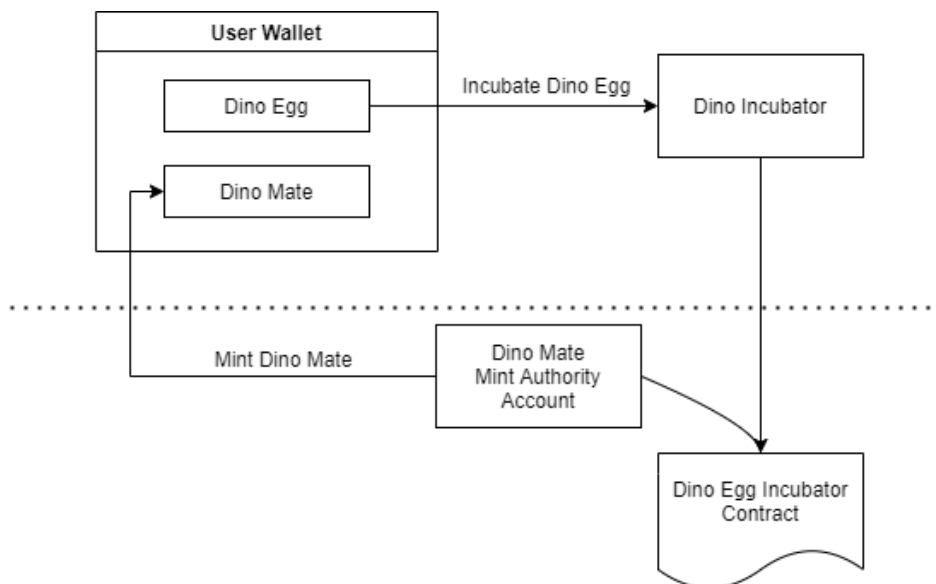 User Wallet
Dino Egg
Incubate Dino Egg
Dino Incubator
Dino Mate
Mint Dino Mate
Dino Mate
Mint Authority
Account
Dino Egg Incubator
Contract